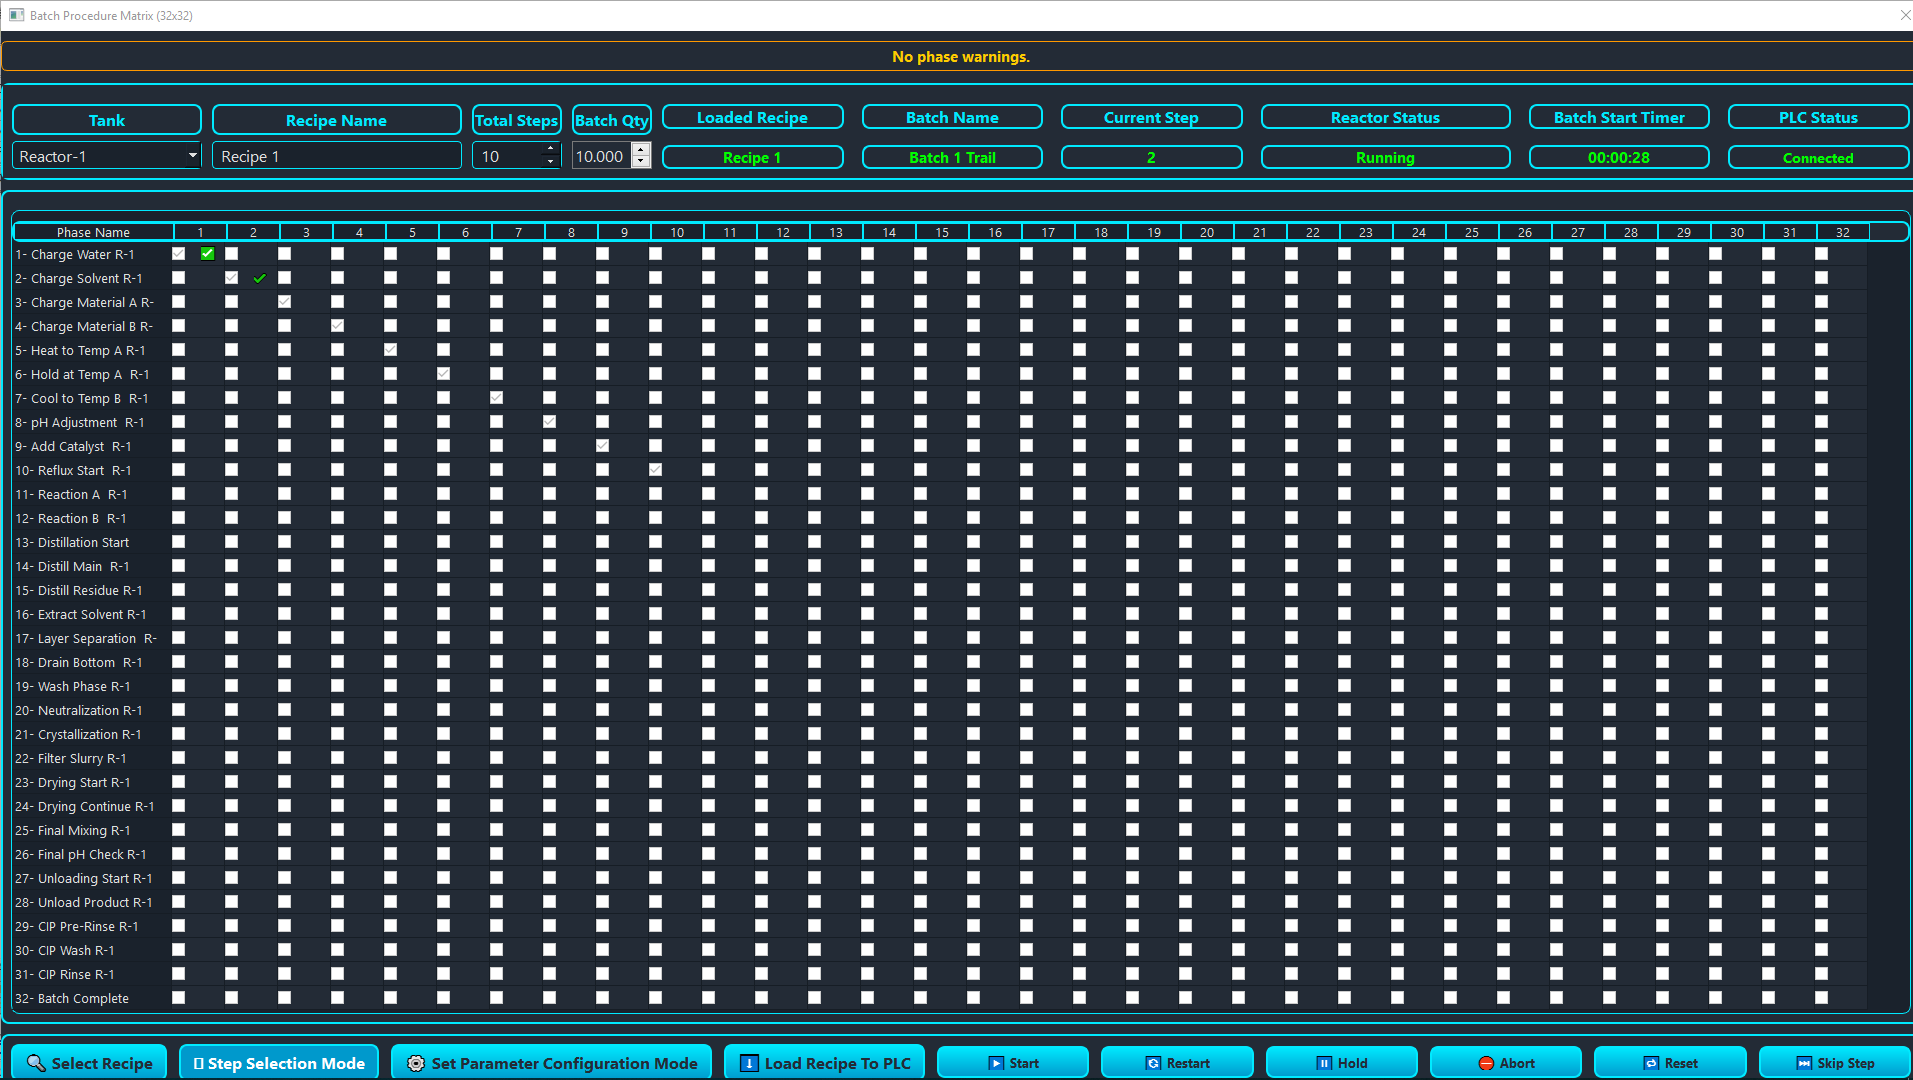 Batch Procedure Matrix (32x32)
No phase warnings.
Tank Recipe Name Total Steps Batch Qty Loaded Recipe Batch Name Current Step Reactor Status Batch Start Timer PLC Status
Reactor-1 Recipe 1 10 10.000 Recipe 1 Batch 1 Trail 2 Running 00:00:28 Connected
Phase Name 1 2 3 4 5 6 7 8 9 10 11 12 13 14 15 16 17 18 19 20 21 22 23 24 25 26 27 28 29 30 31 32
1- Charge Water R-1
2- Charge Solvent R-1
3- Charge Material A R-
4- Charge Material B R-
5- Heat to Temp A R-1
6- Hold at Temp A R-1
7- Cool to Temp B R-1
8- pH Adjustment R-1
9- Add Catalyst R-1
10- Reflux Start R-1
11- Reaction A R-1
12- Reaction B R-1
13- Distillation Start
14- Distill Main R-1
15- Distill Residue R-1
16- Extract Solvent R-1
17- Layer Separation R-
18- Drain Bottom R-1
19- Wash Phase R-1
20- Neutralization R-1
21- Crystallization R-1
22- Filter Slurry R-1
23- Drying Start R-1
24- Drying Continue R-1
25- Final Mixing R-1
26- Final pH Check R-1
27- Unloading Start R-1
28- Unload Product R-1
29- CIP Pre-Rinse R-1
30- CIP Wash R-1
31- CIP Rinse R-1
32- Batch Complete
Select Recipe Step Selection Mode Set Parameter Configuration Mode Load Recipe To PLC Start Restart Hold Abort Reset Skip Step